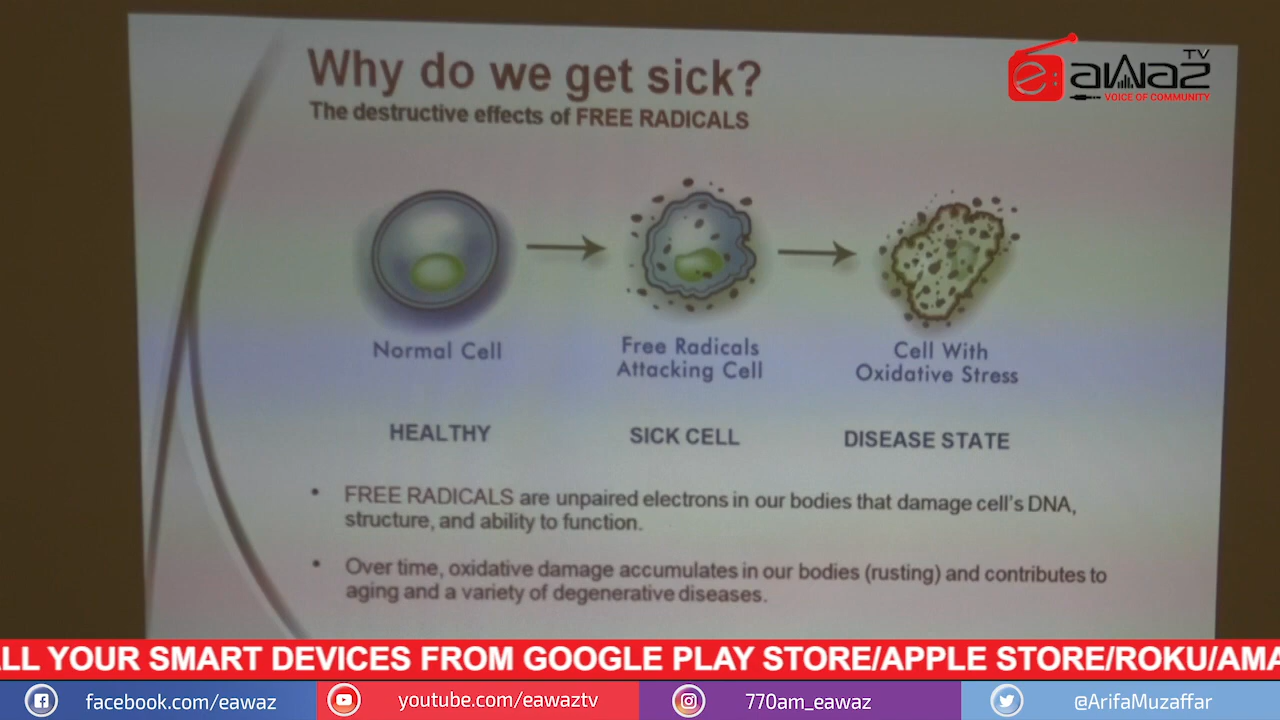 Why do we get sick?
The destructive effects of FREE RADICALS
e:awaz TV
VOICE OF COMMUNITY
Normal Cell
Free Radicals
Attacking Cell
Cell With
Oxidative Stress
HEALTHY
SICK CELL
DISEASE STATE
• FREE RADICALS are unpaired electrons in our bodies that damage cell's DNA,
structure, and ability to function.
• Over time, oxidative damage accumulates in our bodies (rusting) and contributes to
aging and a variety of degenerative diseases.
ALL YOUR SMART DEVICES FROM GOOGLE PLAY STORE/APPLE STORE/ROKU/AMA
facebook.com/eawaz
youtube.com/eawaztv
770am_eawaz
@ArifaMuzaffar